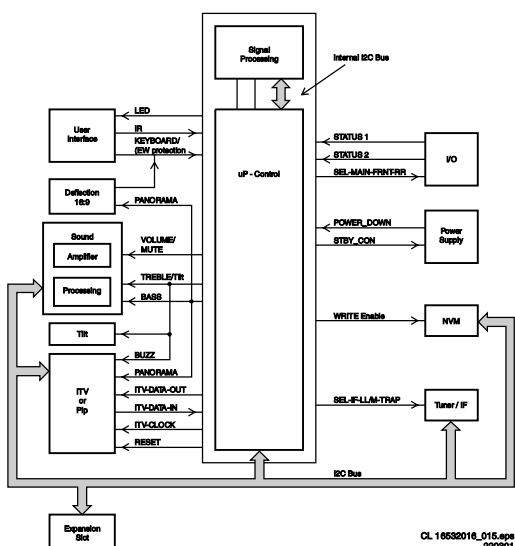 Signal
Processing
Internal I2C Bus
LED
IR
KEYBOARD/
(EW protection
User
Interface
uP - Control
STATUS 1
STATUS 2
SEL-MAIN-FRNT-RR
I/O
Deflection
16:9
PANORAMA
Sound
Amplifier
Processing
VOLUME/
MUTE
TREBLE/Tilt
BASS
POWER_DOWN
STBY_CON
Power
Supply
Tilt
WRITE Enable
NVM
BUZZ
PANORAMA
ITV-DATA-OUT
ITV-DATA-IN
ITV-CLOCK
RESET
ITV
or
Pip
SEL-IF-LL/M-TRAP
Tuner / IF
I2C Bus
Expansion
Slot
CL 16532016_015.eps
220301